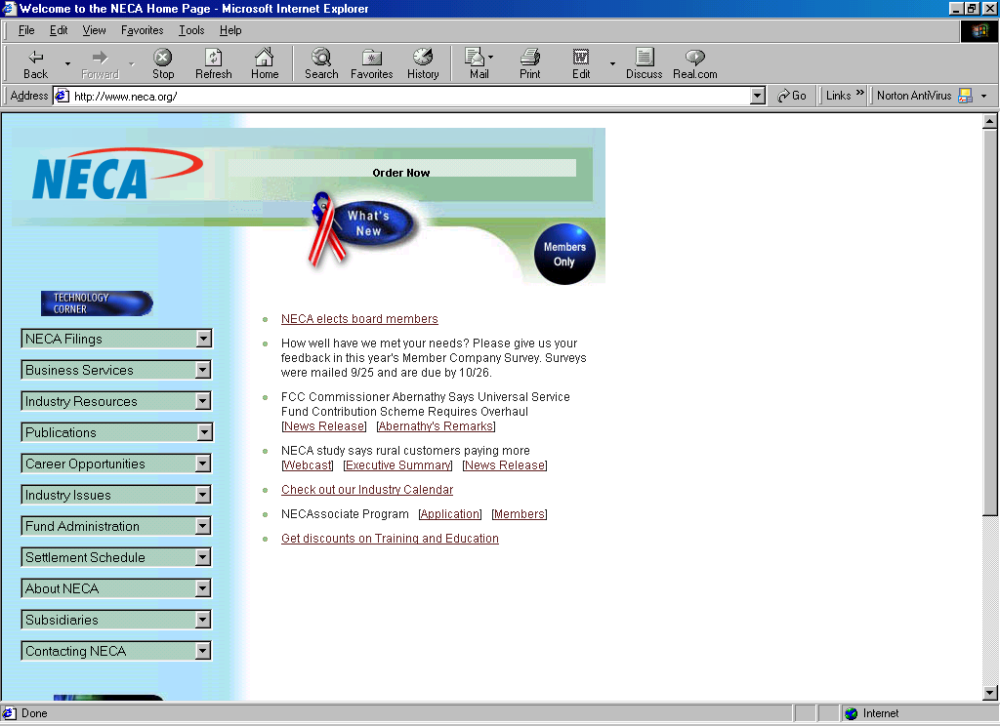 Welcome to the NECA Home Page - Microsoft Internet Explorer
File Edit View Favorites Tools Help
Back Forward Stop Refresh Home Search Favorites History Mail Print Edit Discuss Real.com
Address http://www.neca.org/ Go Links » Norton AntiVirus
NECA
Order Now
What's
New
Members
Only
TECHNOLOGY
CORNER
NECA Filings
Business Services
Industry Resources
Publications
Career Opportunities
Industry Issues
Fund Administration
Settlement Schedule
About NECA
Subsidiaries
Contacting NECA
NECA elects board members
How well have we met your needs? Please give us your
feedback in this year's Member Company Survey. Surveys
were mailed 9/25 and are due by 10/26.
FCC Commissioner Abernathy Says Universal Service
Fund Contribution Scheme Requires Overhaul
[News Release] [Abernathy's Remarks]
NECA study says rural customers paying more
[Webcast] [Executive Summary] [News Release]
Check out our Industry Calendar
NECAssociate Program [Application] [Members]
Get discounts on Training and Education
Done Internet